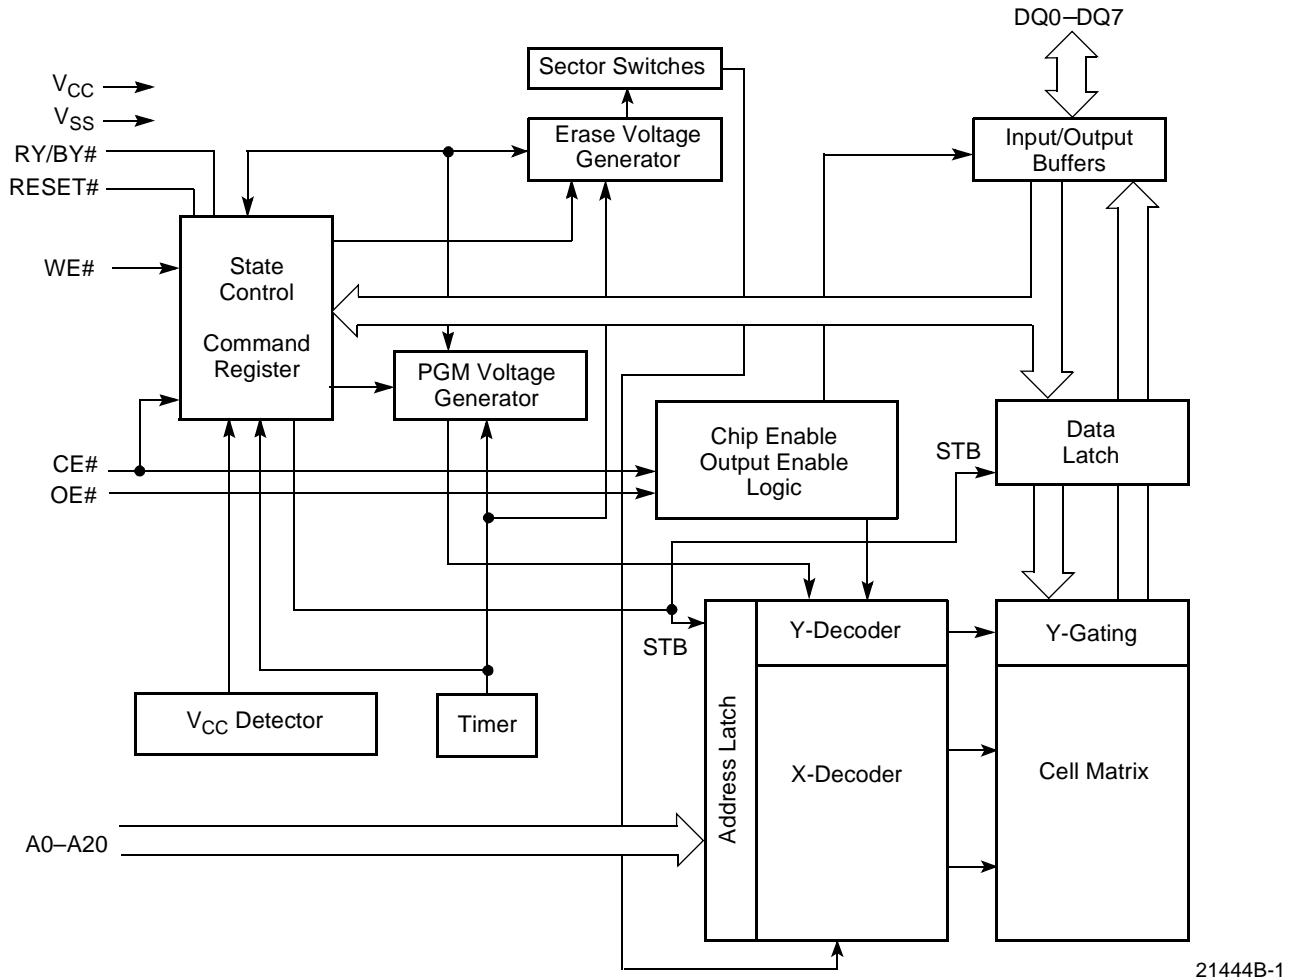 DQ0–DQ7
Sector Switches
VCC
VSS
RY/BY#
RESET#
Erase Voltage
Generator
Input/Output
Buffers
WE#
State
Control
Command
Register
PGM Voltage
Generator
Chip Enable
Output Enable
Logic
STB
Data
Latch
CE#
OE#
STB
Y-Decoder
Y-Gating
VCC Detector
Timer
Address Latch
X-Decoder
Cell Matrix
A0–A20
21444B-1